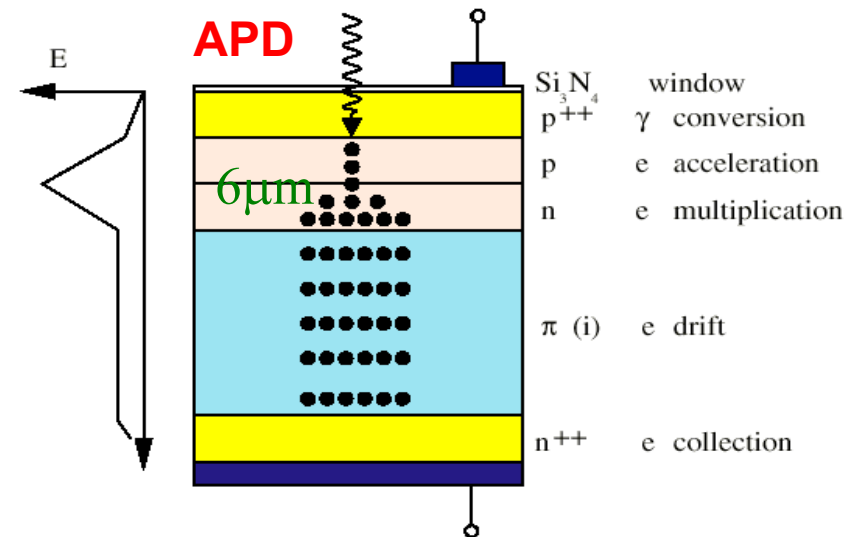 APD
E
Si₃N₄ window
p⁺⁺ γ conversion
p e acceleration
6μm
n e multiplication
π (i) e drift
n⁺⁺ e collection